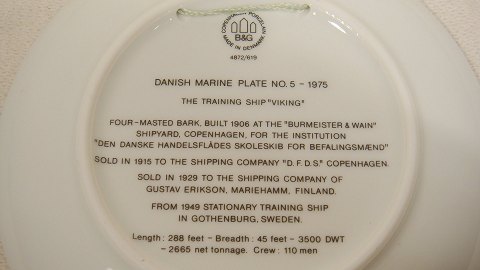 COPENHAGEN PORCELAIN
B&G
MADE IN DENMARK
4872/619
DANISH MARINE PLATE NO. 5 – 1975
THE TRAINING SHIP "VIKING"
FOUR-MASTED BARK, BUILT 1906 AT THE "BURMEISTER & WAIN"
SHIPYARD, COPENHAGEN, FOR THE INSTITUTION
"DEN DANSKE HANDELSFLÅDES SKOLESKIB FOR BEFALINGSMÆND"
SOLD IN 1915 TO THE SHIPPING COMPANY "D.F.D.S." COPENHAGEN.
SOLD IN 1929 TO THE SHIPPING COMPANY OF
GUSTAV ERIKSON, MARIEHAMM, FINLAND.
FROM 1949 STATIONARY TRAINING SHIP
IN GOTHENBURG, SWEDEN.
Length: 288 feet - Breadth: 45 feet - 3500 DWT
- 2665 net tonnage. Crew: 110 men